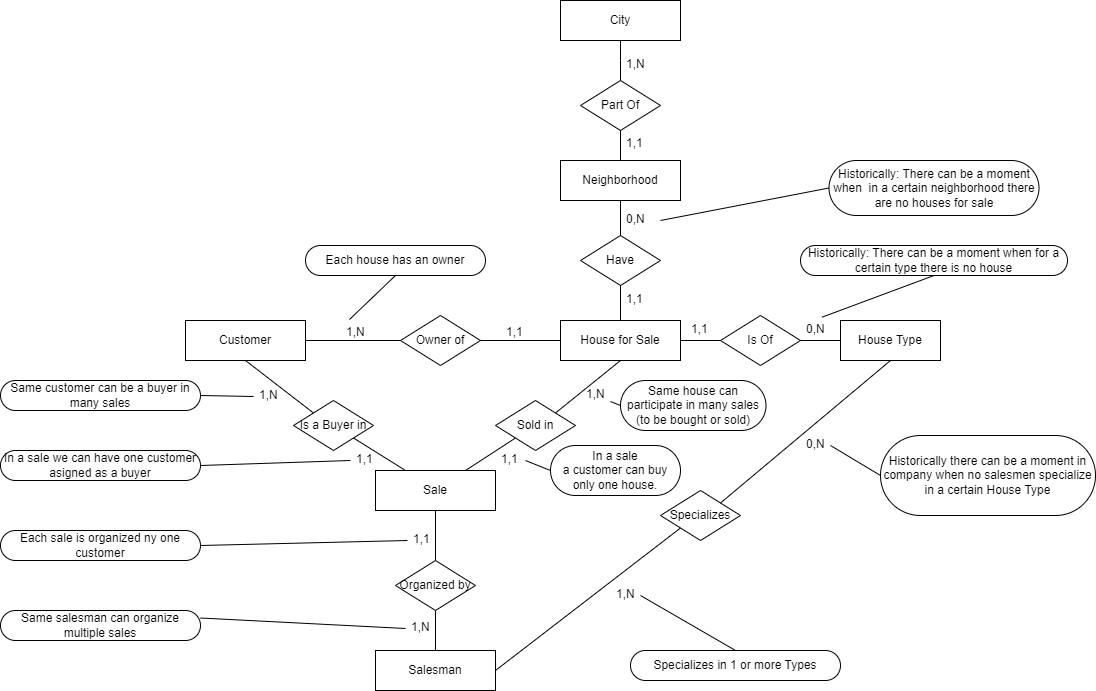 City
1,N
Part Of
1,1
Neighborhood
Historically: There can be a moment
when in a certain neighborhood there
are no houses for sale
0,N
Each house has an owner
Have
Historically: There can be a moment when for a
certain type there is no house
1,1
Customer
1,N
Owner of
1,1
House for Sale
1,1
Is Of
0,N
House Type
Same customer can be a buyer in
many sales
1,N
1,N
Same house can
participate in many sales
(to be bought or sold)
Is a Buyer in
Sold in
In a sale we can have one customer
asigned as a buyer
1,1
1,1
In a sale
a customer can buy
only one house.
0,N
Historically there can be a moment in
company when no salesmen specialize
in a certain House Type
Sale
Specializes
Each sale is organized ny one
customer
1,1
Organized by
1,N
Same salesman can organize
multiple sales
1,N
Salesman
Specializes in 1 or more Types